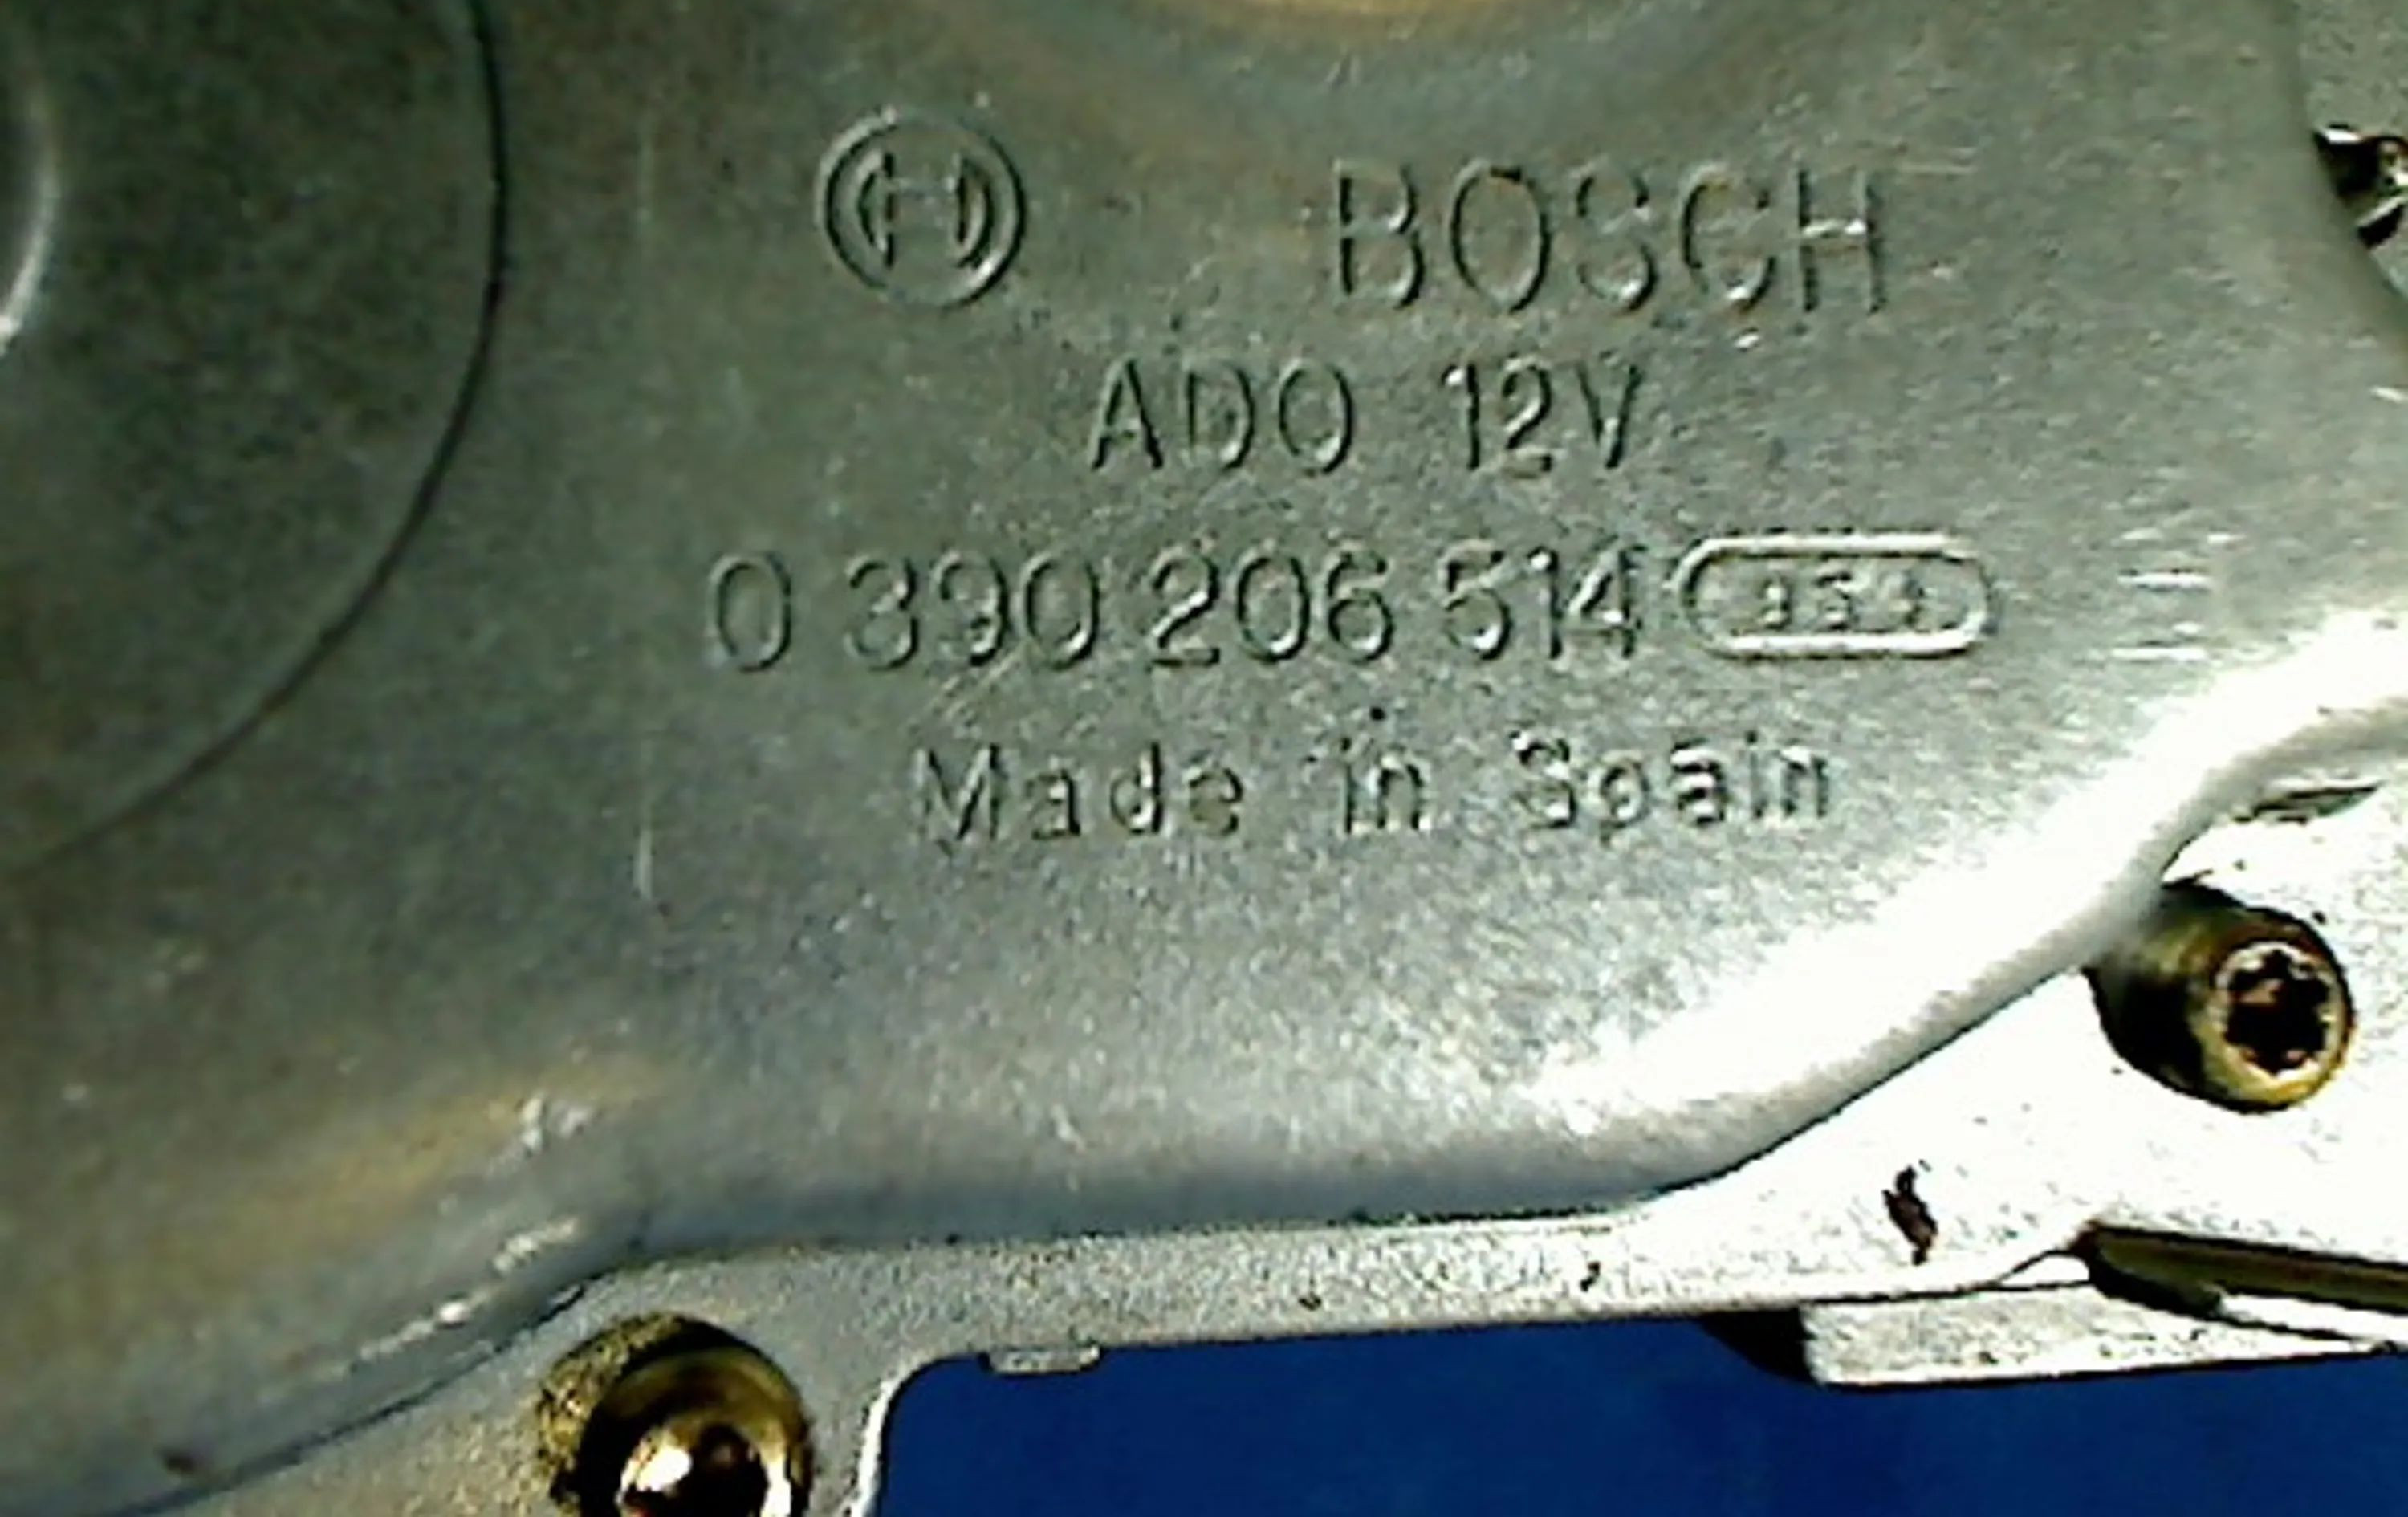 BOSCH
ADO 12V
0 390 206 514
Made in Spain